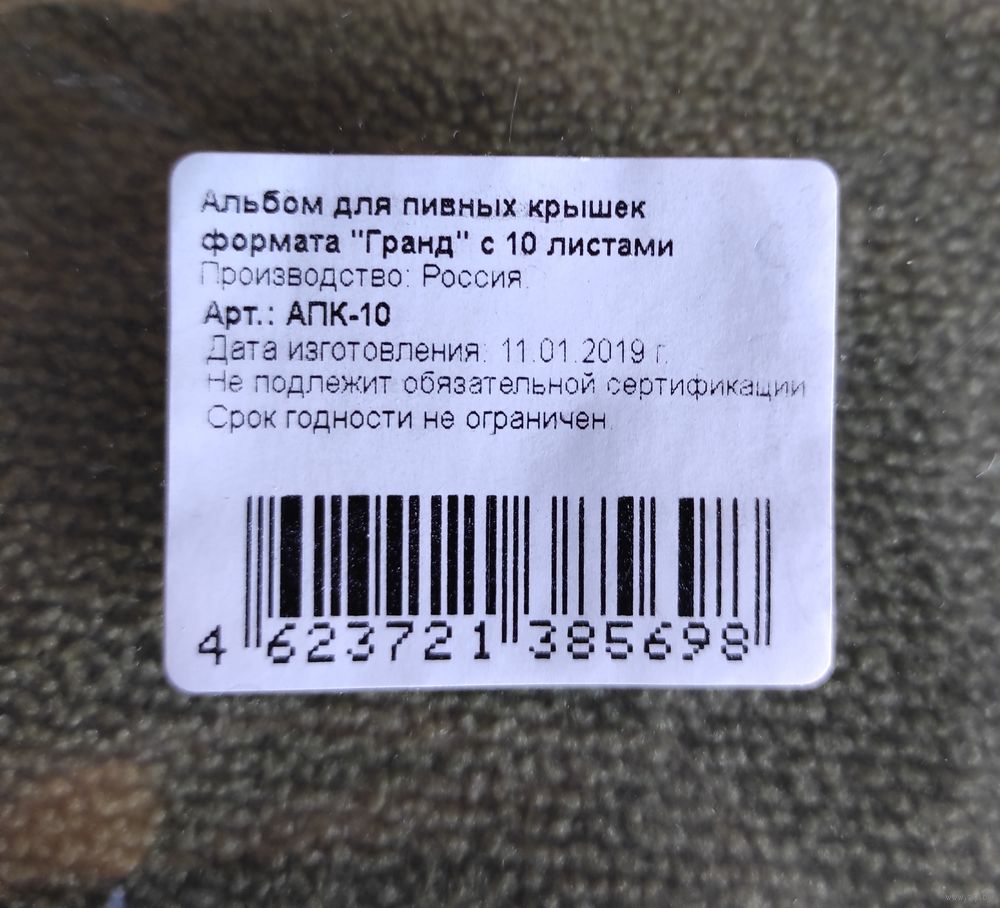 Альбом для пивных крышек
формата "Гранд" с 10 листами
Производство: Россия.
Арт.: АПК-10
Дата изготовления: 11.01.2019 г.
Не подлежит обязательной сертификации
Срок годности не ограничен.
4 623721 385698